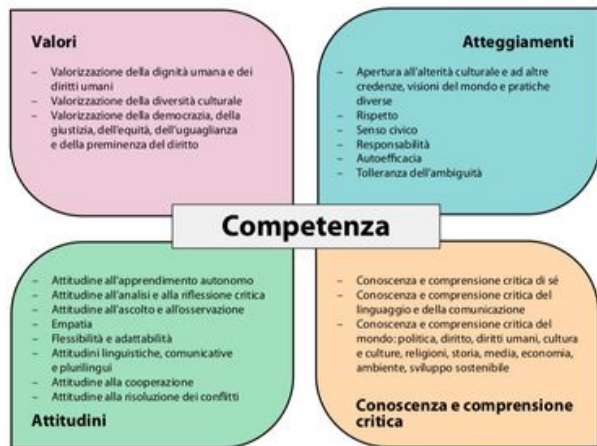 Valori
– Valorizzazione della dignità umana e dei
diritti umani
– Valorizzazione della diversità culturale
– Valorizzazione della democrazia, della
giustizia, dell'equità, dell'uguaglianza
e della preminenza del diritto
Atteggiamenti
– Apertura all'alterità culturale e ad altre
credenze, visioni del mondo e pratiche
diverse
– Rispetto
– Senso civico
– Responsabilità
– Autoefficacia
– Tolleranza dell'ambiguità
Competenza
– Attitudine all'apprendimento autonomo
– Attitudine all'analisi e alla riflessione critica
– Attitudine all'ascolto e all'osservazione
– Empatia
– Flessibilità e adattabilità
– Attitudini linguistiche, comunicative
e plurilingui
– Attitudine alla cooperazione
– Attitudine alla risoluzione dei conflitti
Attitudini
– Conoscenza e comprensione critica di sé
– Conoscenza e comprensione critica del
linguaggio e della comunicazione
– Conoscenza e comprensione critica del
mondo: politica, diritto, diritti umani, cultura
e culture, religioni, storia, media, economia,
ambiente, sviluppo sostenibile
Conoscenza e comprensione
critica